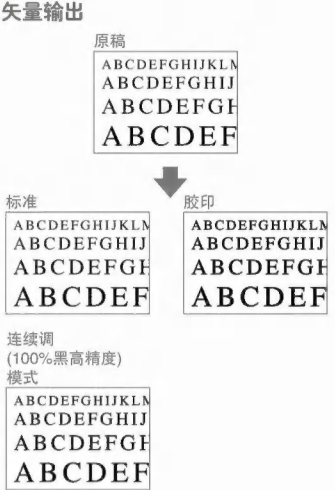 矢量输出
原稿
ABCDEFGHIJKLM
ABCDEFGHIJ
ABCDEFGH
ABCDEF
标准
胶印
ABCDEFGHIJKLM
ABCDEFGHIJ
ABCDEFGH
ABCDEF
ABCDEFGHIJKLM
ABCDEFGHIJ
ABCDEFGH
ABCDEF
连续调
(100%黑高精度)
模式
ABCDEFGHIJKLM
ABCDEFGHIJ
ABCDEFGH
ABCDEF